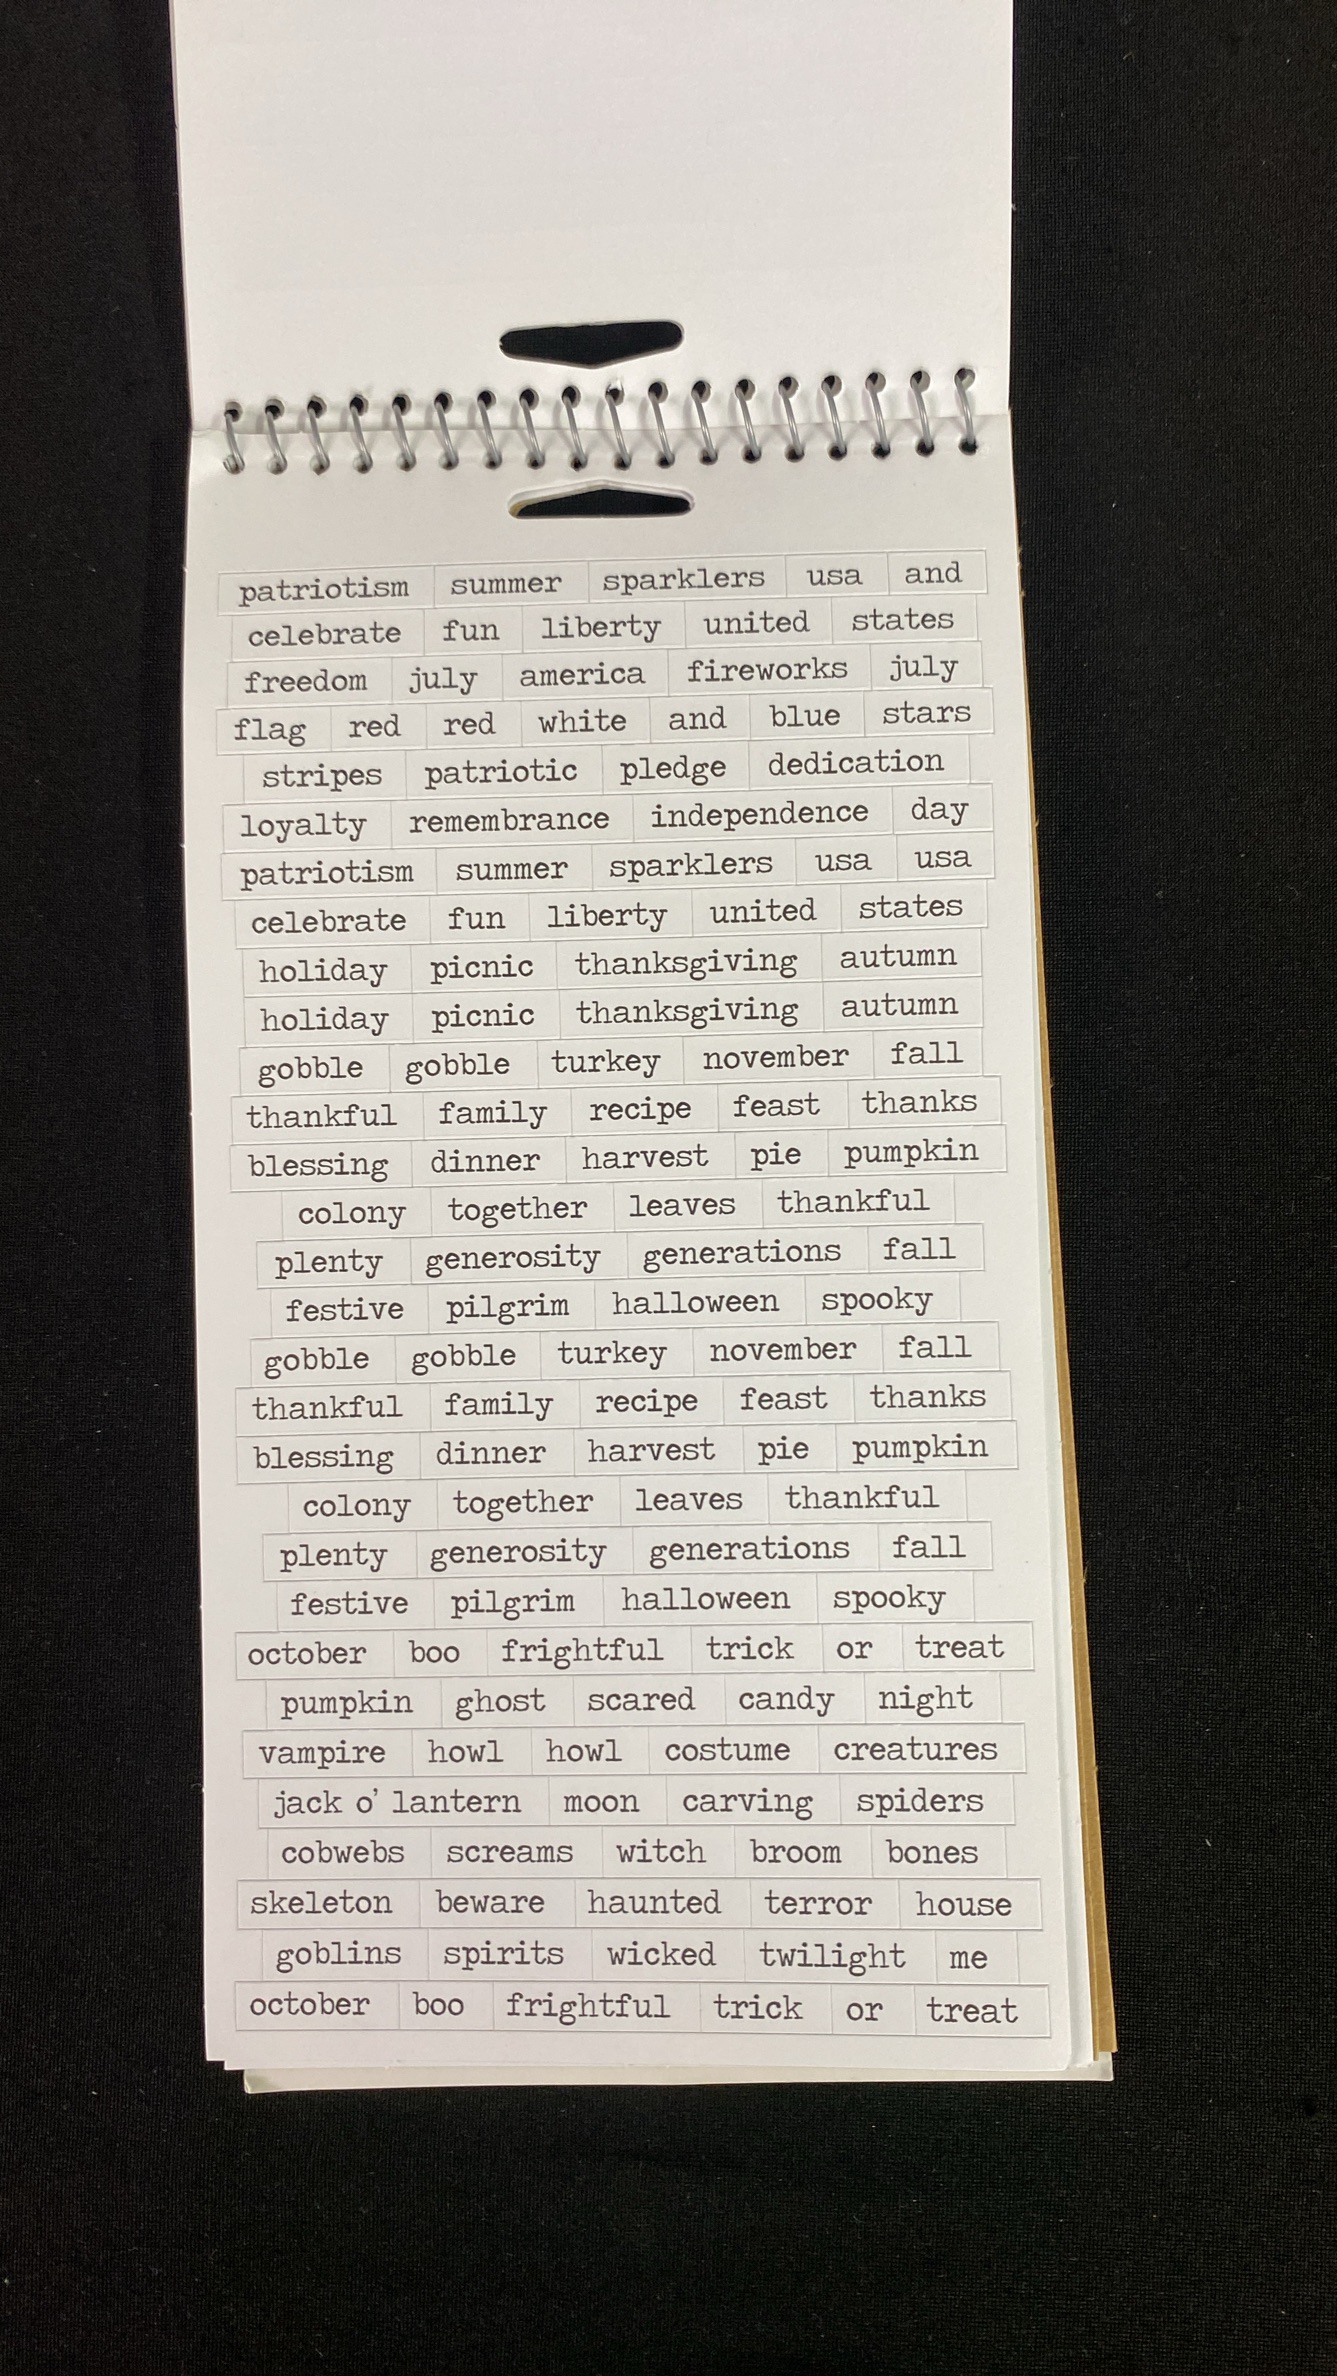 patriotism summer sparklers usa and
celebrate fun liberty united states
freedom july america fireworks july
flag red red white and blue stars
stripes patriotic pledge dedication
loyalty remembrance independence day
patriotism summer sparklers usa usa
celebrate fun liberty united states
holiday picnic thanksgiving autumn
holiday picnic thanksgiving autumn
gobble gobble turkey november fall
thankful family recipe feast thanks
blessing dinner harvest pie pumpkin
colony together leaves thankful
plenty generosity generations fall
festive pilgrim halloween spooky
gobble gobble turkey november fall
thankful family recipe feast thanks
blessing dinner harvest pie pumpkin
colony together leaves thankful
plenty generosity generations fall
festive pilgrim halloween spooky
october boo frightful trick or treat
pumpkin ghost scared candy night
vampire howl howl costume creatures
jack o' lantern moon carving spiders
cobwebs screams witch broom bones
skeleton beware haunted terror house
goblins spirits wicked twilight me
october boo frightful trick or treat